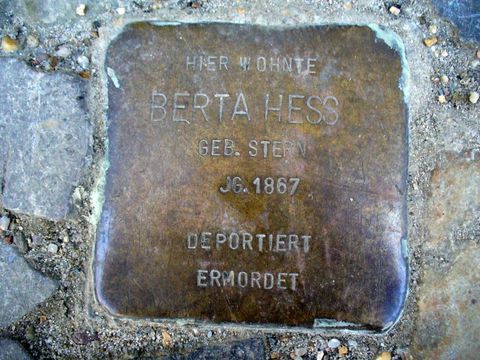 HIER WOHNTE
BERTA HESS
GEB. STERN
JG. 1867
DEPORTIERT
ERMORDET